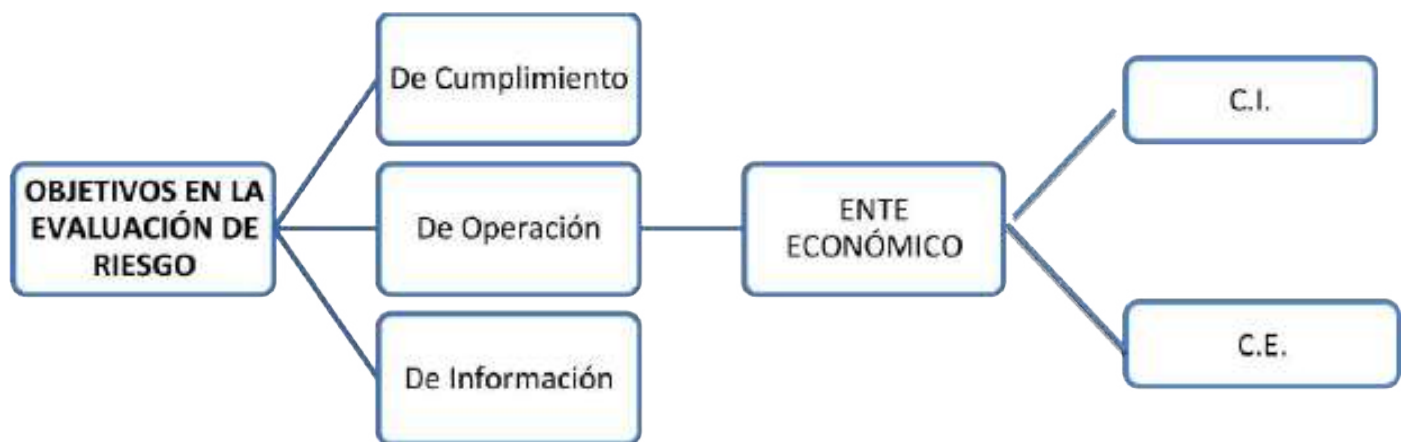 OBJETIVOS EN LA
EVALUACIÓN DE
RIESGO
De Cumplimiento
De Operación
De Información
ENTE
ECONÓMICO
C.I.
C.E.